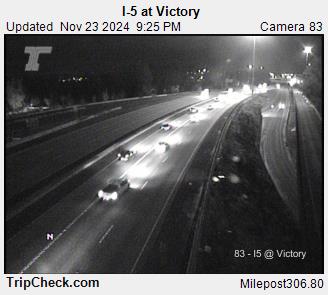 I-5 at Victory
Updated Nov 23 2024 9:25 PM Camera 83
T
N
83 - I5 @ Victory
TripCheck.com Milepost306.80